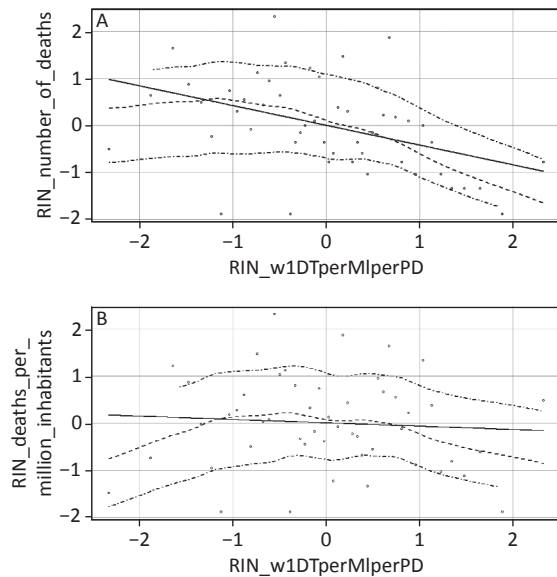 A
RIN_number_of_deaths
2
1
0
−1
−2
−2
−1
0
1
2
RIN_w1DTperMlperPD
B
RIN_deaths_per_
million_inhabitants
2
1
0
−1
−2
−2
−1
0
1
2
RIN_w1DTperMlperPD